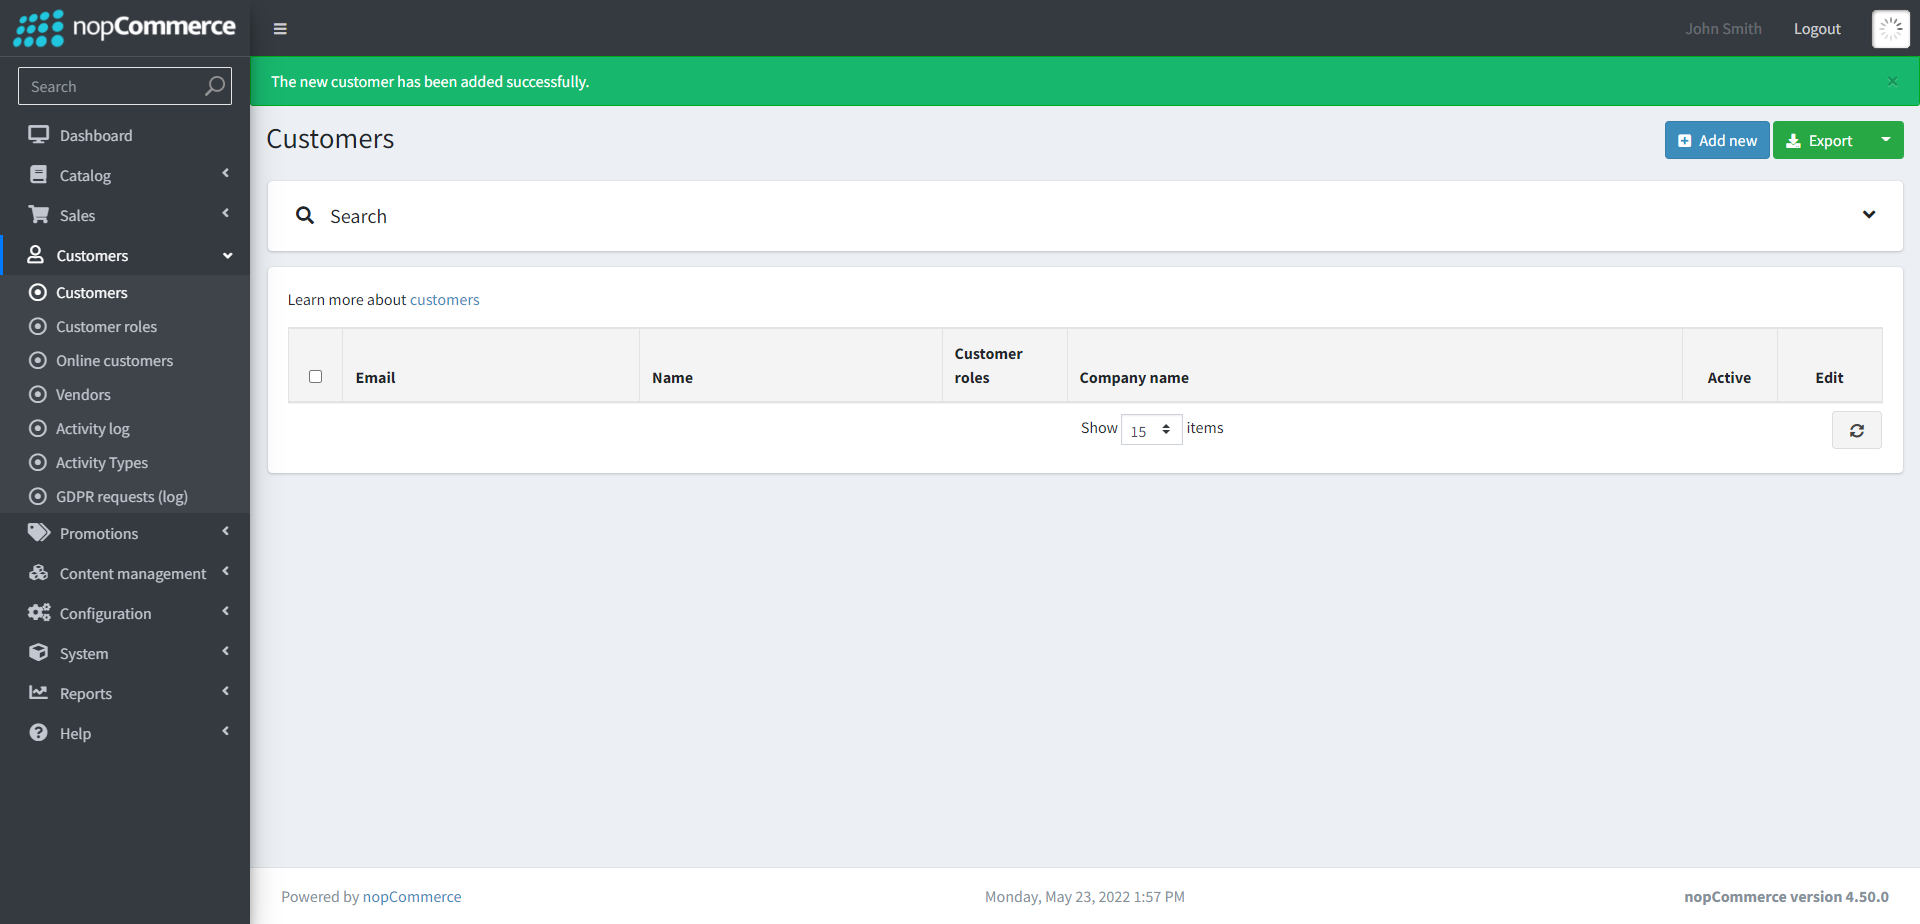 nopCommerce
John Smith
Logout
Search
The new customer has been added successfully.
×
Dashboard
Catalog
Sales
Customers
Customers
Customer roles
Online customers
Vendors
Activity log
Activity Types
GDPR requests (log)
Promotions
Content management
Configuration
System
Reports
Help
Customers
Add new
Export
Search
Learn more about customers
Email
Name
Customer roles
Company name
Active
Edit
Show 15 items
Powered by nopCommerce
Monday, May 23, 2022 1:57 PM
nopCommerce version 4.50.0